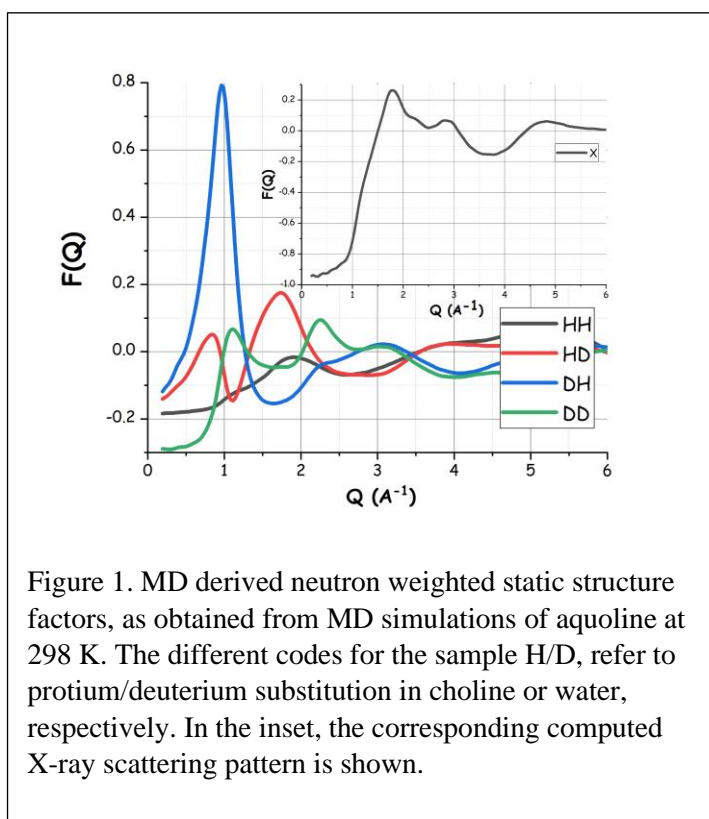 0.8
0.6
0.4
0.2
0.0
-0.2
F(Q)
0 1 2 3 4 5 6
Q (A⁻¹)
0.2
0.0
-0.2
-0.4
-0.6
-0.8
-1.0
F(Q)
0 1 2 3 4 5 6
Q (A⁻¹)
X
HH
HD
DH
DD
Figure 1. MD derived neutron weighted static structure
factors, as obtained from MD simulations of aquoline at
298 K. The different codes for the sample H/D, refer to
protium/deuterium substitution in choline or water,
respectively. In the inset, the corresponding computed
X-ray scattering pattern is shown.